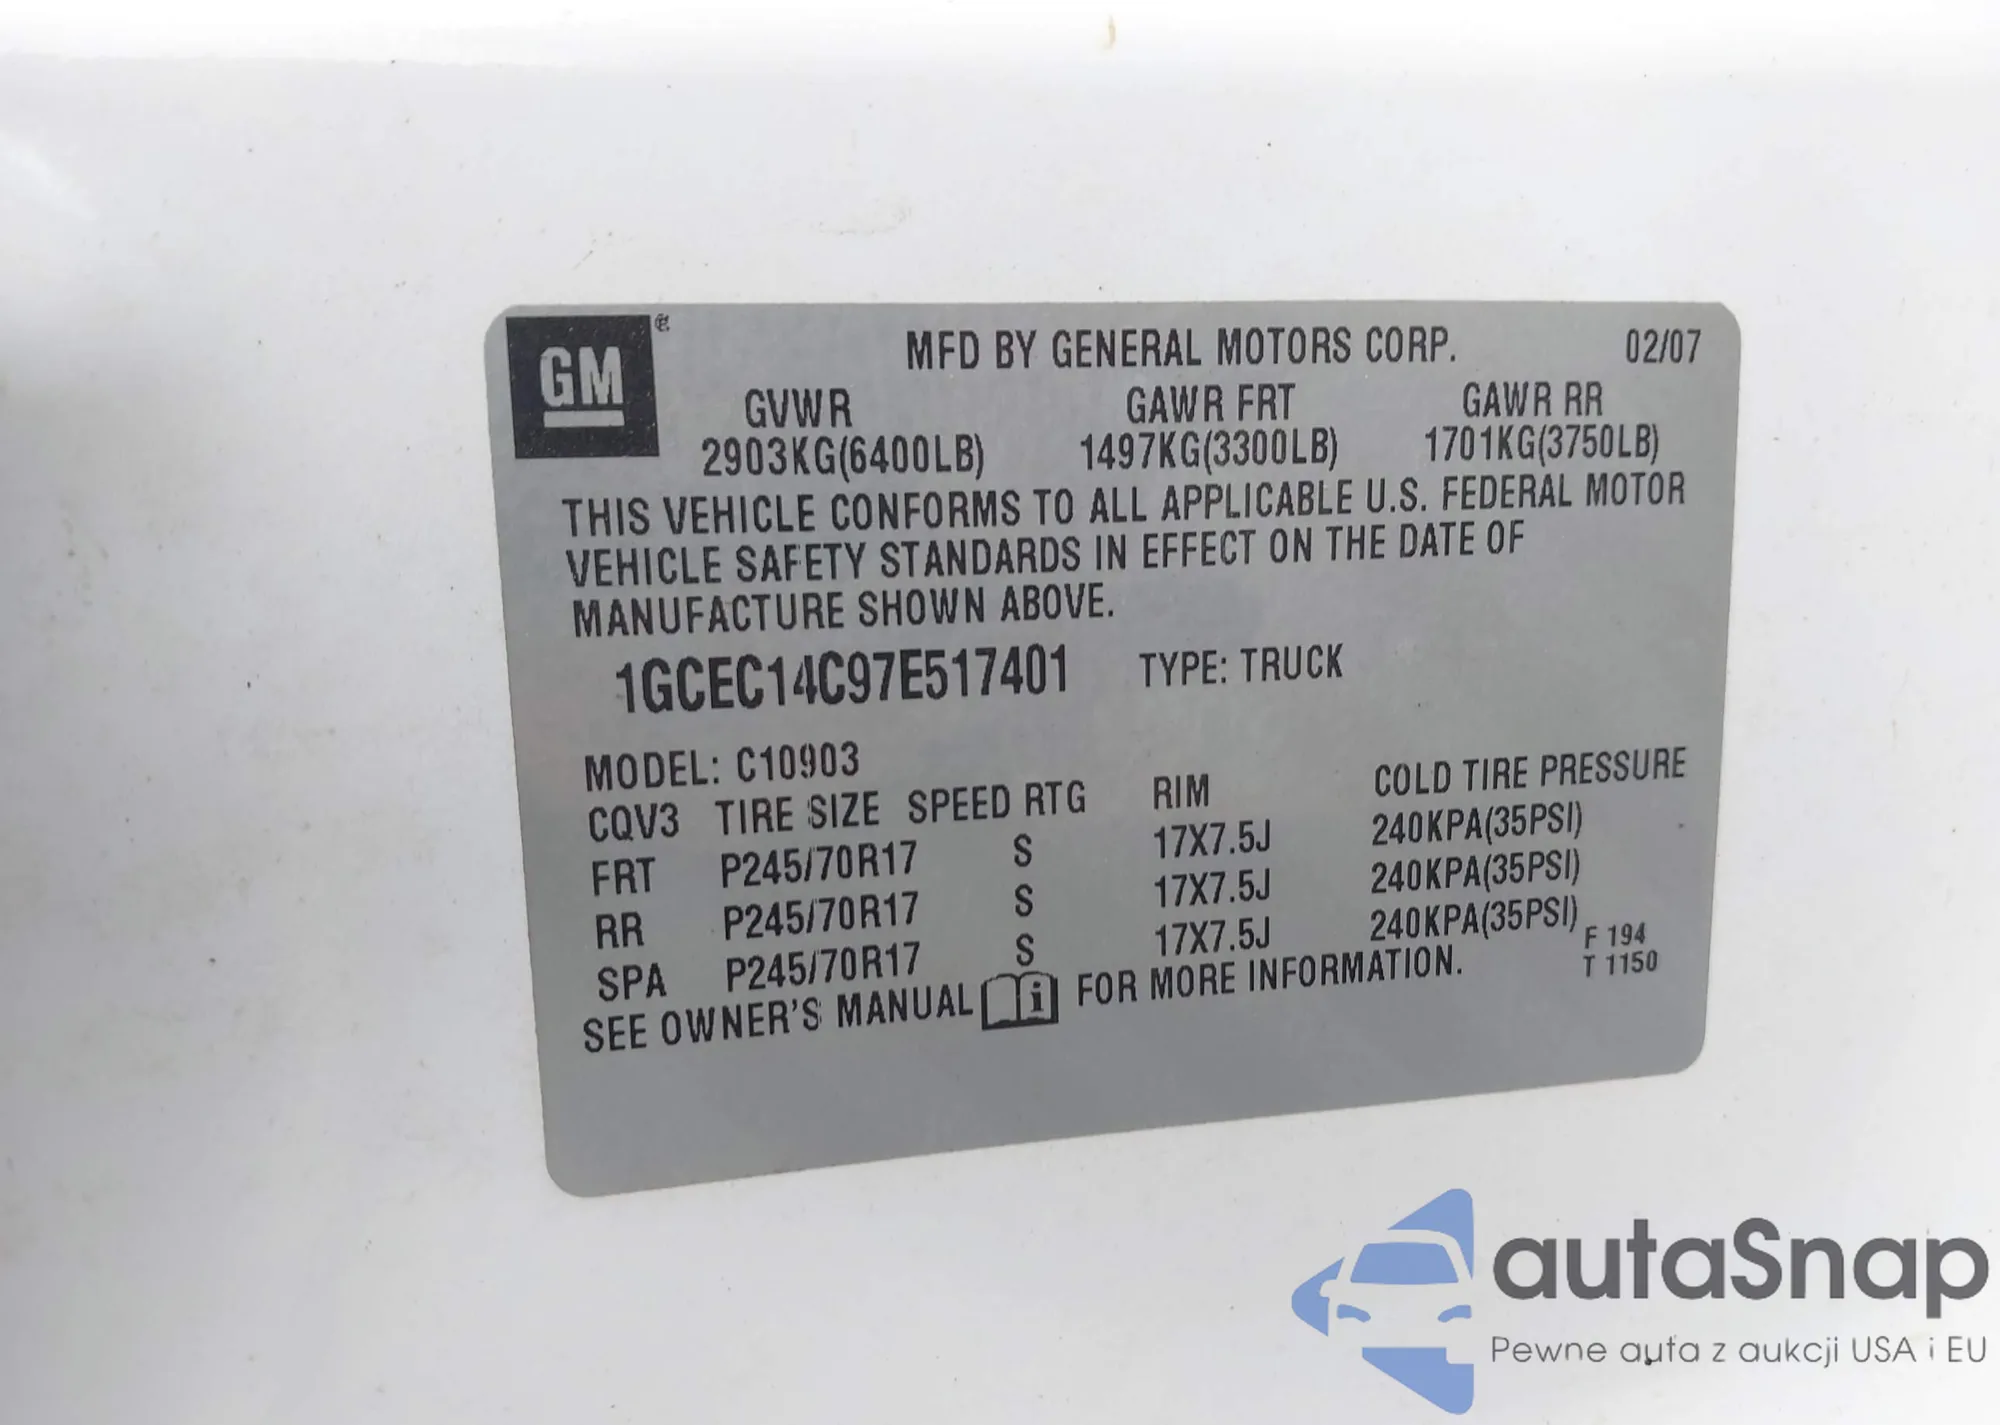 GM
MFD BY GENERAL MOTORS CORP. 02/07
GVWR GAWR FRT GAWR RR
2903KG(6400LB) 1497KG(3300LB) 1701KG(3750LB)
THIS VEHICLE CONFORMS TO ALL APPLICABLE U.S. FEDERAL MOTOR
VEHICLE SAFETY STANDARDS IN EFFECT ON THE DATE OF
MANUFACTURE SHOWN ABOVE.
1GCEC14C97E517401 TYPE: TRUCK
MODEL: C10903
CQV3 TIRE SIZE SPEED RTG RIM COLD TIRE PRESSURE
FRT P245/70R17 S 17X7.5J 240KPA(35PSI)
RR P245/70R17 S 17X7.5J 240KPA(35PSI)
SPA P245/70R17 S 17X7.5J 240KPA(35PSI)
SEE OWNER'S MANUAL i FOR MORE INFORMATION.
F 194
T 1150
autaSnap
Pewne auta z aukcji USA i EU